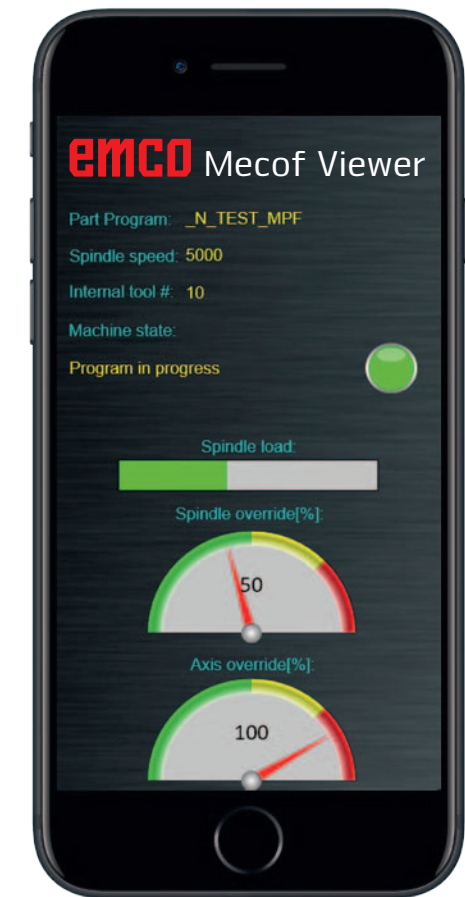 emco Mecof Viewer
Part Program: _N_TEST_MPF
Spindle speed: 5000
Internal tool #: 10
Machine state:
Program in progress
Spindle load:
Spindle override[%]:
50
Axis override[%]:
100